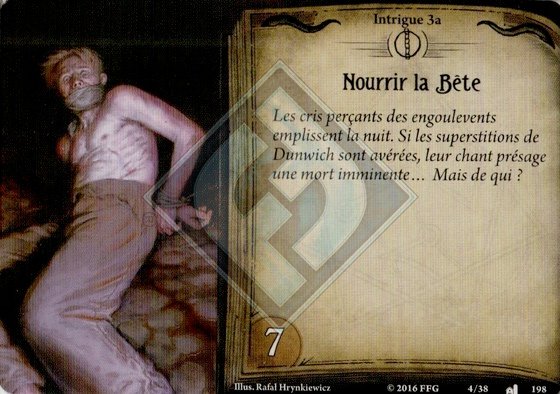 Intrigue 3a
Nourrir la Bête
Les cris perçants des engoulevents
emplissent la nuit. Si les superstitions de
Dunwich sont avérées, leur chant présage
une mort imminente… Mais de qui ?
7
Illus. Rafał Hrynkiewicz © 2016 FFG 4/38 198